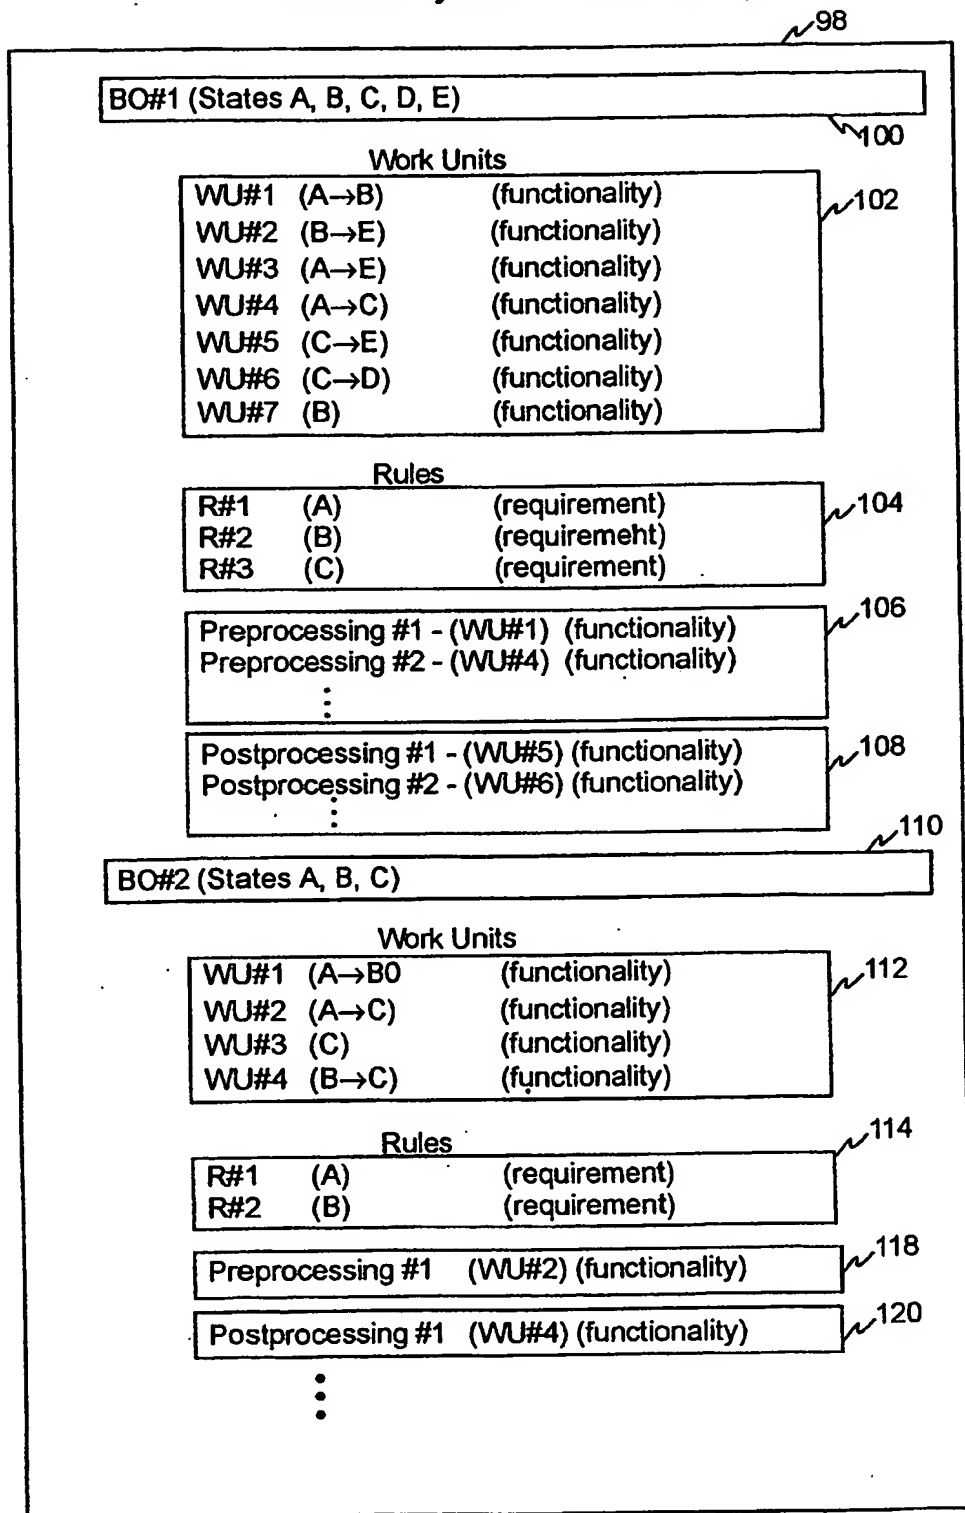 98
BO#1 (States A, B, C, D, E)
100
Work Units
WU#1 (A→B) (functionality)
102
WU#2 (B→E) (functionality)
WU#3 (A→E) (functionality)
WU#4 (A→C) (functionality)
WU#5 (C→E) (functionality)
WU#6 (C→D) (functionality)
WU#7 (B) (functionality)
Rules
R#1 (A) (requirement)
104
R#2 (B) (requirement)
R#3 (C) (requirement)
106
Preprocessing #1 - (WU#1) (functionality)
Preprocessing #2 - (WU#4) (functionality)
Postprocessing #1 - (WU#5) (functionality)
108
Postprocessing #2 - (WU#6) (functionality)
110
BO#2 (States A, B, C)
Work Units
WU#1 (A→B0 (functionality)
112
WU#2 (A→C) (functionality)
WU#3 (C) (functionality)
WU#4 (B→C) (functionality)
Rules
114
R#1 (A) (requirement)
R#2 (B) (requirement)
118
Preprocessing #1 (WU#2) (functionality)
120
Postprocessing #1 (WU#4) (functionality)